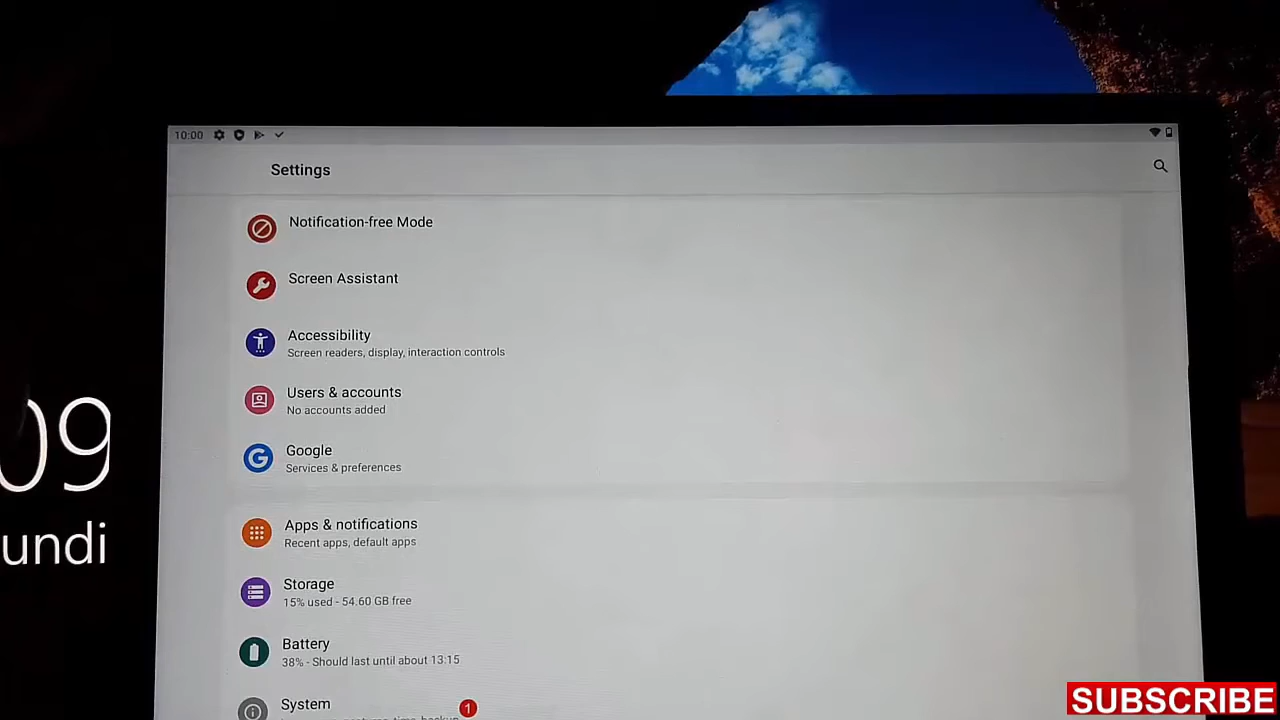 10:00
Settings
Notification-free Mode
Screen Assistant
Accessibility
Screen readers, display, interaction controls
Users & accounts
No accounts added
Google
Services & preferences
Apps & notifications
Recent apps, default apps
Storage
15% used - 54.60 GB free
Battery
38% - Should last until about 13:15
System
1
09
undi
SUBSCRIBE